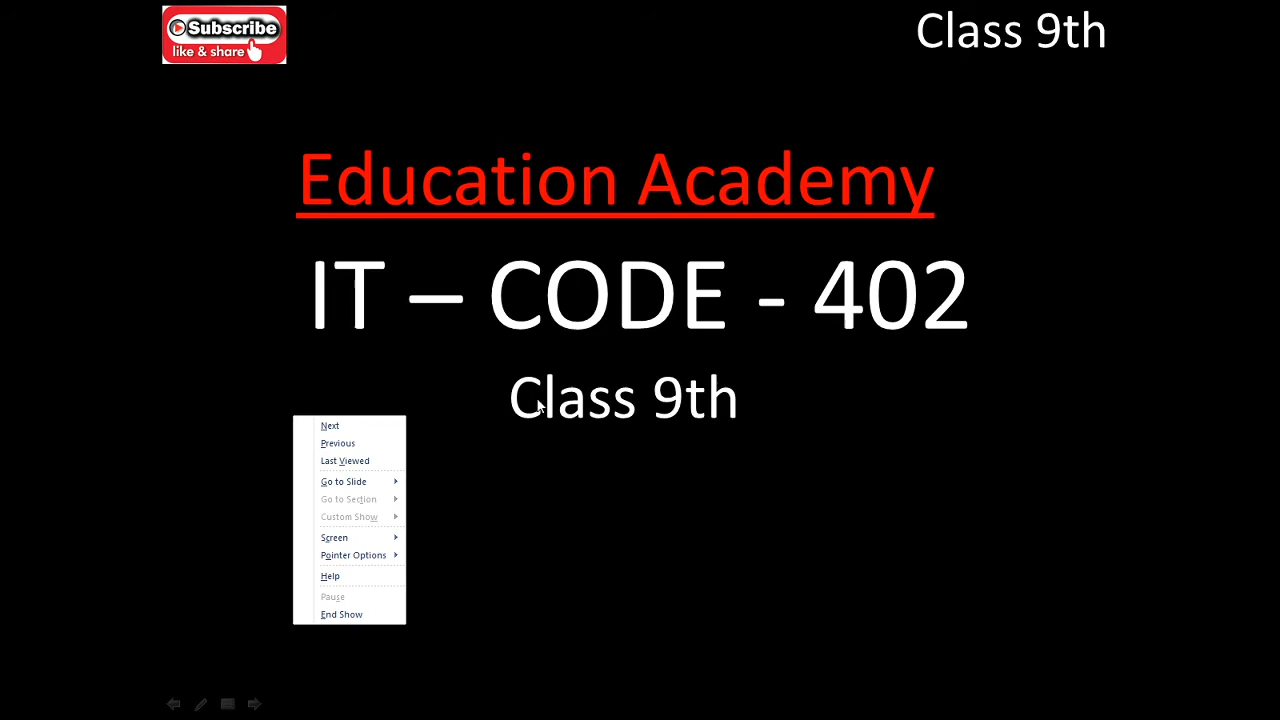 Subscribe
like & share
Class 9th
Education Academy
IT – CODE - 402
Class 9th
Next
Previous
Last Viewed
Go to Slide
Go to Section
Custom Show
Screen
Pointer Options
Help
Pause
End Show